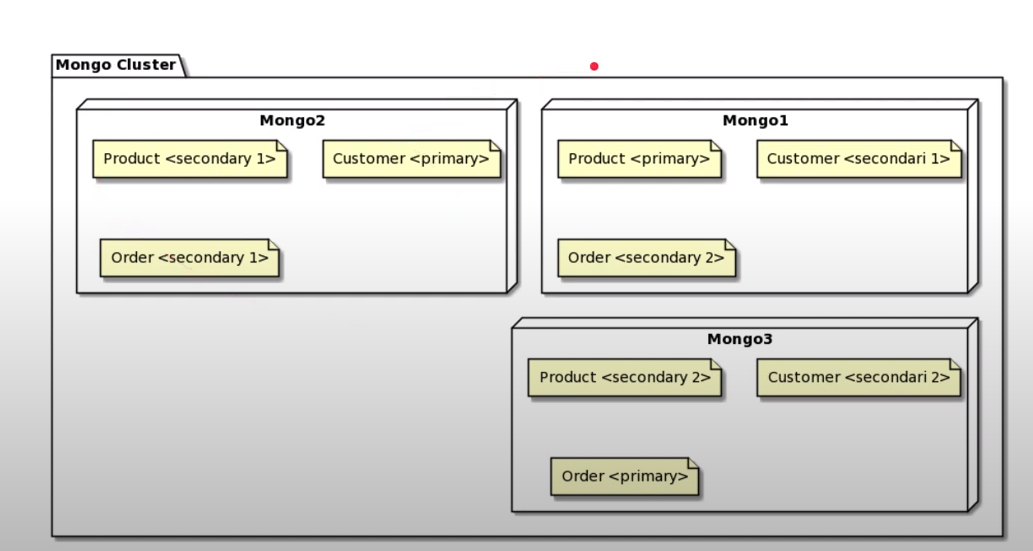 Mongo Cluster
Mongo2
Product <secondary 1>
Customer <primary>
Order <secondary 1>
Mongo1
Product <primary>
Customer <secondari 1>
Order <secondary 2>
Mongo3
Product <secondary 2>
Customer <secondari 2>
Order <primary>